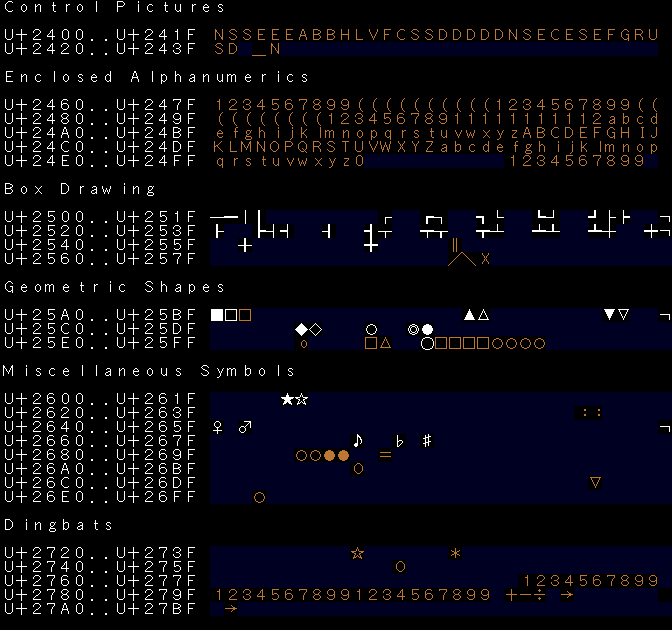 Control Pictures
U+2400..U+241F NSSEEEABBHLVFCSSDDDDDNSECESEFGRU
U+2420..U+243F SD _N
Enclosed Alphanumerics
U+2460..U+247F 1234567899(((((((((((1234567899((
U+2480..U+249F (((((((((12345678991111111111112abcd
U+24A0..U+24BF efghijklmnopqrstuvwxyzABCDEFGHIJ
U+24C0..U+24DF KLMNOPQRSTUVWXYZabcdefghijklmnop
U+24E0..U+24FF qrstuvwxyz0 1234567899
Box Drawing
U+2500..U+251F
U+2520..U+253F
U+2540..U+255F
U+2560..U+257F
Geometric Shapes
U+25A0..U+25BF ■□□ ▲△ ▼▽
U+25C0..U+25DF ◆◇ ○ ◎●
U+25E0..U+25FF o □△ ◯□□□□○○○○
Miscellaneous Symbols
U+2600..U+261F ★☆
U+2620..U+263F ::
U+2640..U+265F ♀ ♂
U+2660..U+267F ♪ ♭ ♯
U+2680..U+269F ○○●● =
U+26A0..U+26BF o
U+26C0..U+26DF ▽
U+26E0..U+26FF ○
Dingbats
U+2720..U+273F ☆ *
U+2740..U+275F o
U+2760..U+277F 1234567899
U+2780..U+279F 12345678991234567899 +−÷ →
U+27A0..U+27BF →